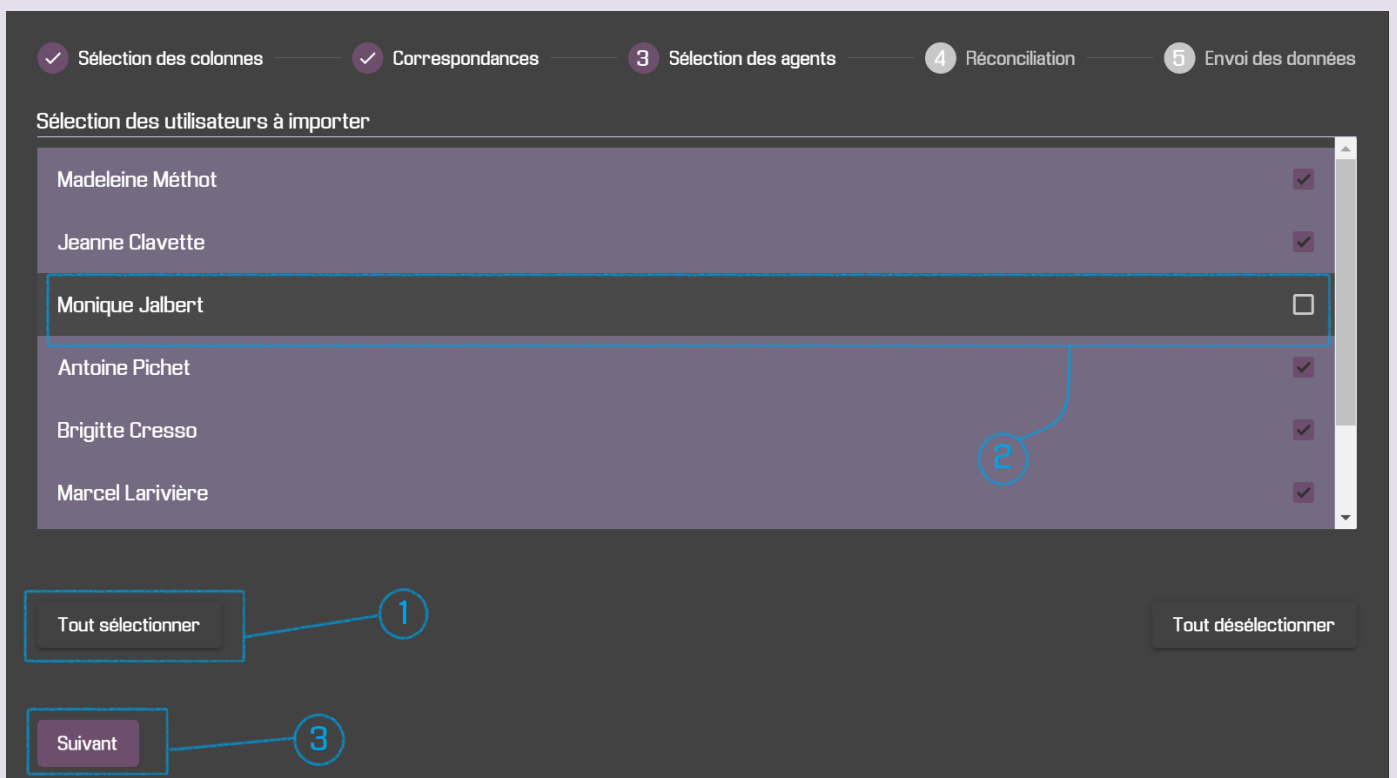 Sélection des colonnes Correspondances 3 Sélection des agents 4 Réconciliation 5 Envoi des données
Sélection des utilisateurs à importer
Madeleine Méthot
Jeanne Clavette
Monique Jalbert
Antoine Pichet
Brigitte Cresso
2
Marcel Larivière
1
Tout sélectionner Tout désélectionner
Suivant 3